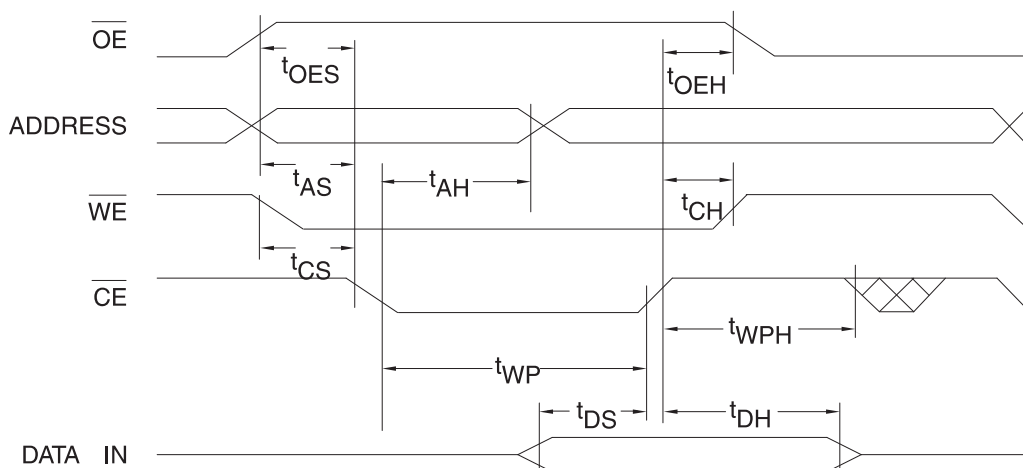 OE
tOES
tOEH
ADDRESS
tAS
tAH
tCH
WE
tCS
CE
tWPH
tWP
tDS
tDH
DATA IN